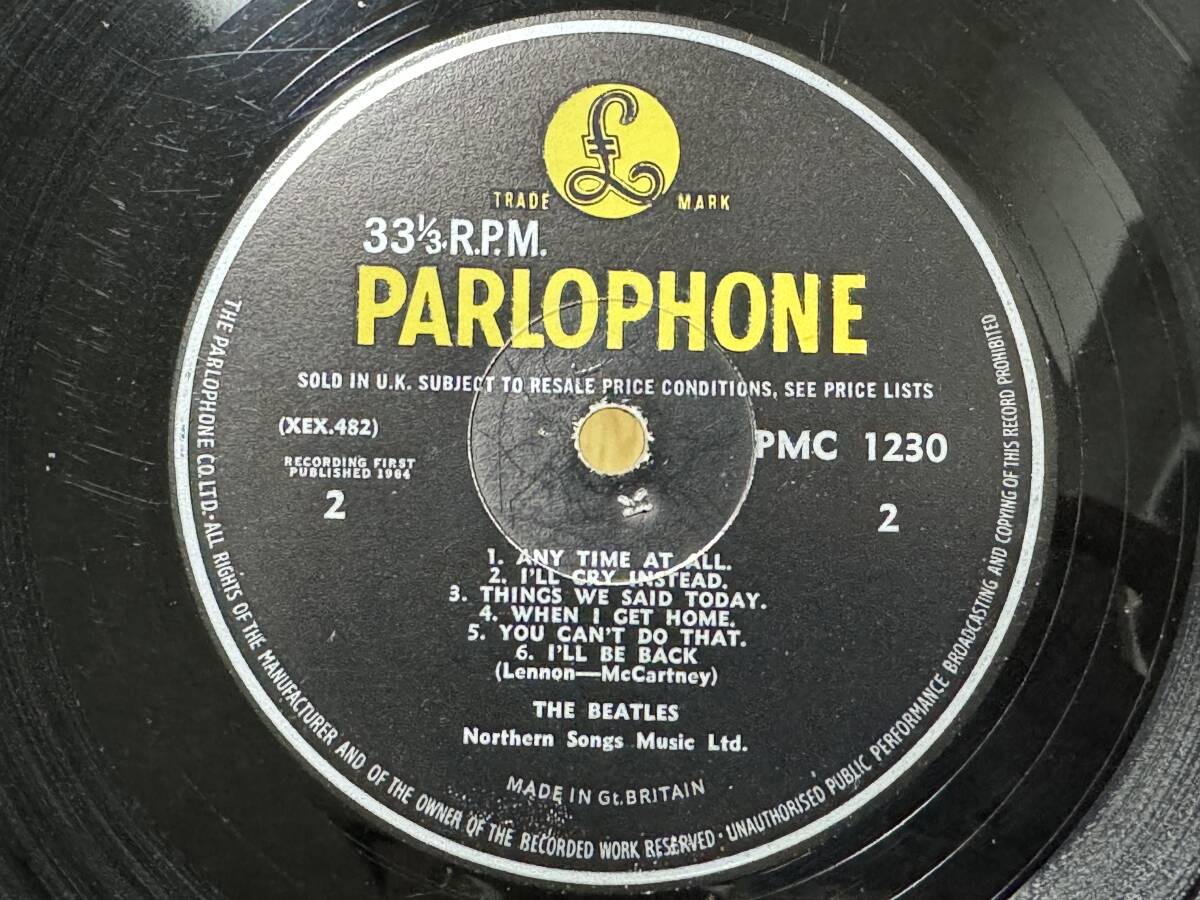 £
TRADE MARK
33⅓.R.P.M.
PARLOPHONE
SOLD IN U.K. SUBJECT TO RESALE PRICE CONDITIONS, SEE PRICE LISTS
(XEX.482)
PMC 1230
RECORDING FIRST
PUBLISHED 1964
2
2
1. ANY TIME AT ALL.
2. I'LL CRY INSTEAD.
3. THINGS WE SAID TODAY.
4. WHEN I GET HOME.
5. YOU CAN'T DO THAT.
6. I'LL BE BACK
(Lennon—McCartney)
THE BEATLES
Northern Songs Music Ltd.
MADE IN Gt.BRITAIN
THE PARLOPHONE CO.LTD· ALL RIGHTS OF THE MANUFACTURER AND OF THE OWNER OF THE RECORDED WORK RESERVED · UNAUTHORISED PUBLIC PERFORMANCE BROADCASTING AND COPYING OF THIS RECORD PROHIBITED